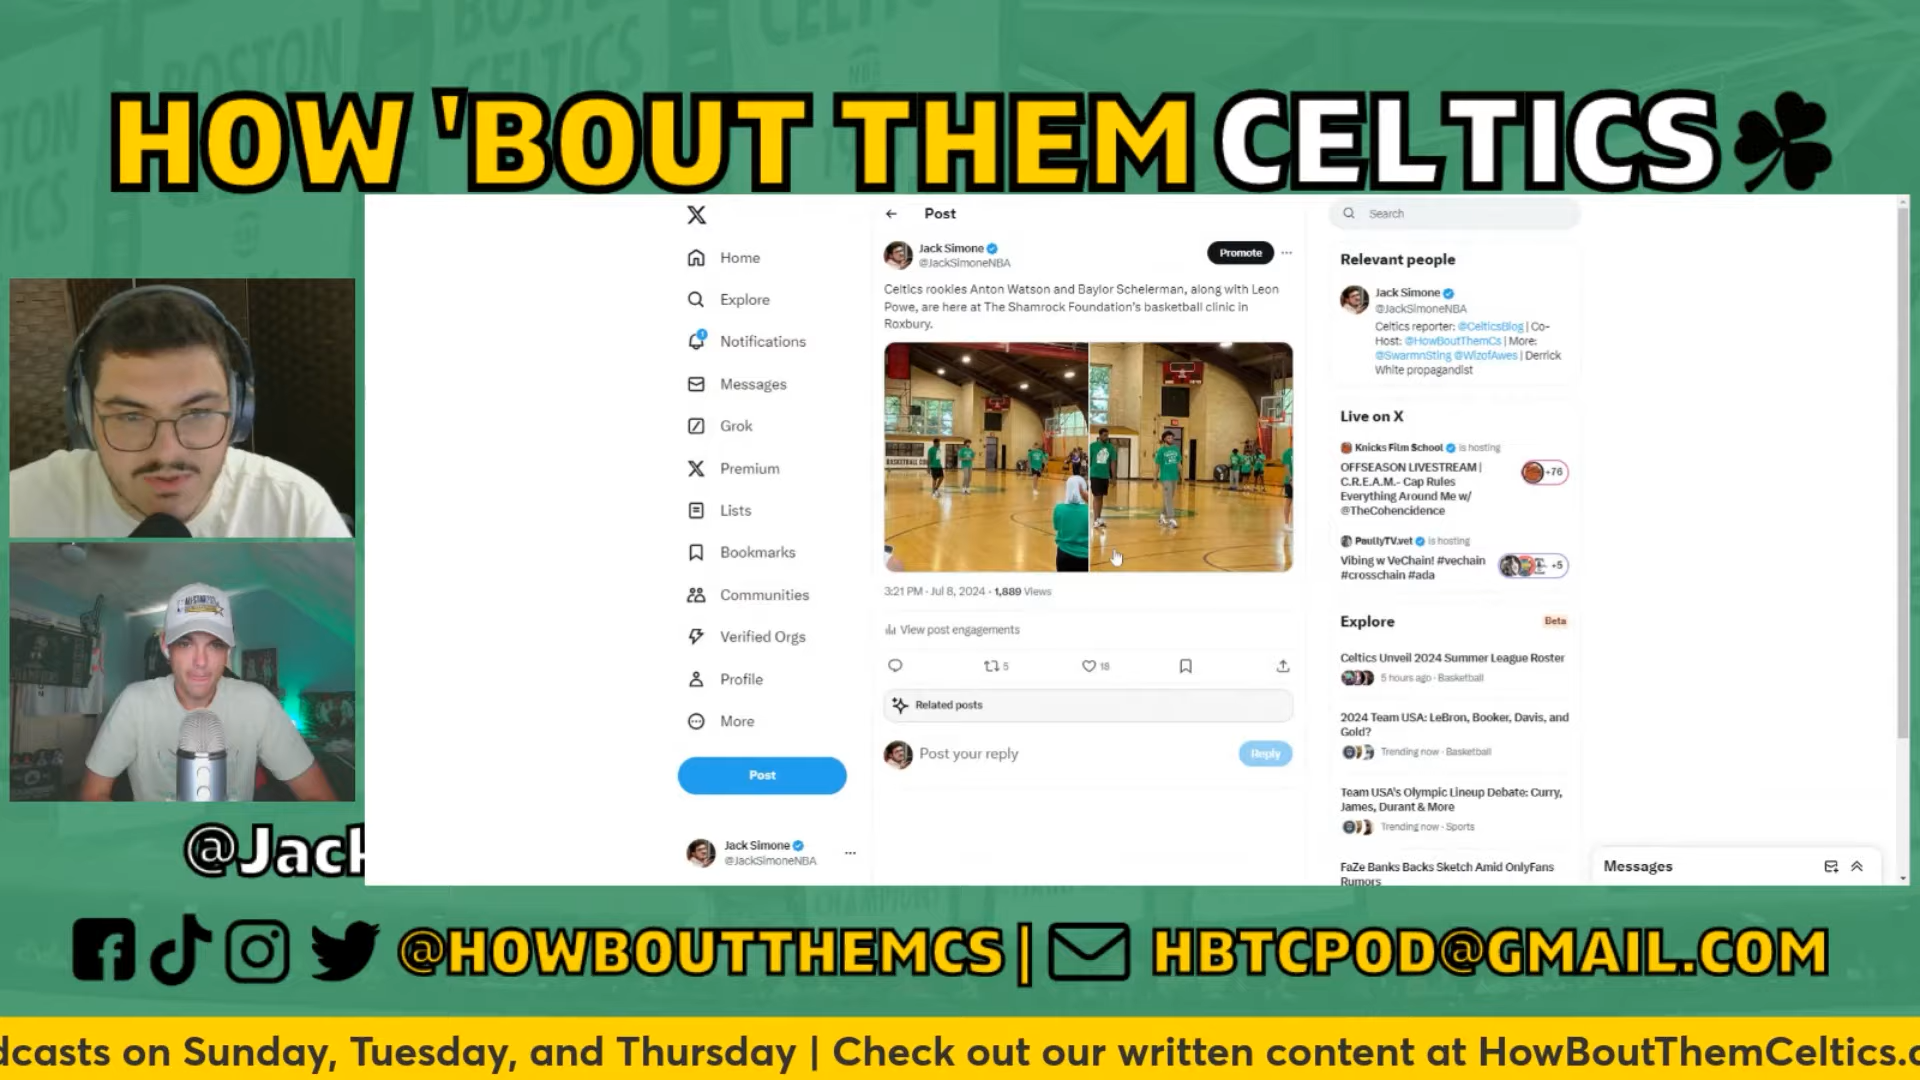 HOW 'BOUT THEM CELTICS
Post
Search
Jack Simone
@JackSimoneNBA
Promote
Relevant people
Home
Explore
Notifications
Messages
Grok
Premium
Lists
Bookmarks
Communities
Verified Orgs
Profile
More
Post
Jack Simone
@JackSimoneNBA
Celtics rookies Anton Watson and Baylor Schelerman, along with Leon
Powe, are here at The Shamrock Foundation's basketball clinic in
Roxbury.
3:21 PM · Jul 8, 2024 · 1,889 Views
View post engagements
5
18
Related posts
Post your reply
Reply
Jack Simone
@JackSimoneNBA
Celtics reporter: @CelticsBlog | Co-
Host: @HowBoutThemCs | More:
@SwarmnSting @WizofAwes | Derrick
White propagandist
Live on X
Knicks Film School is hosting
OFFSEASON LIVESTREAM |
C.R.E.A.M.- Cap Rules
Everything Around Me w/
@TheCohencidence
+76
PaullyTV.vet is hosting
Vibing w VeChain! #vechain
#crosschain #ada
+5
Explore
Beta
Celtics Unveil 2024 Summer League Roster
5 hours ago · Basketball
2024 Team USA: LeBron, Booker, Davis, and
Gold?
Trending now · Basketball
Team USA's Olympic Lineup Debate: Curry,
James, Durant & More
Trending now · Sports
FaZe Banks Backs Sketch Amid OnlyFans
Rumors
Messages
@Jack
@HOWBOUTTHEMCS | HBTCPOD@GMAIL.COM
dcasts on Sunday, Tuesday, and Thursday | Check out our written content at HowBoutThemCeltics.c